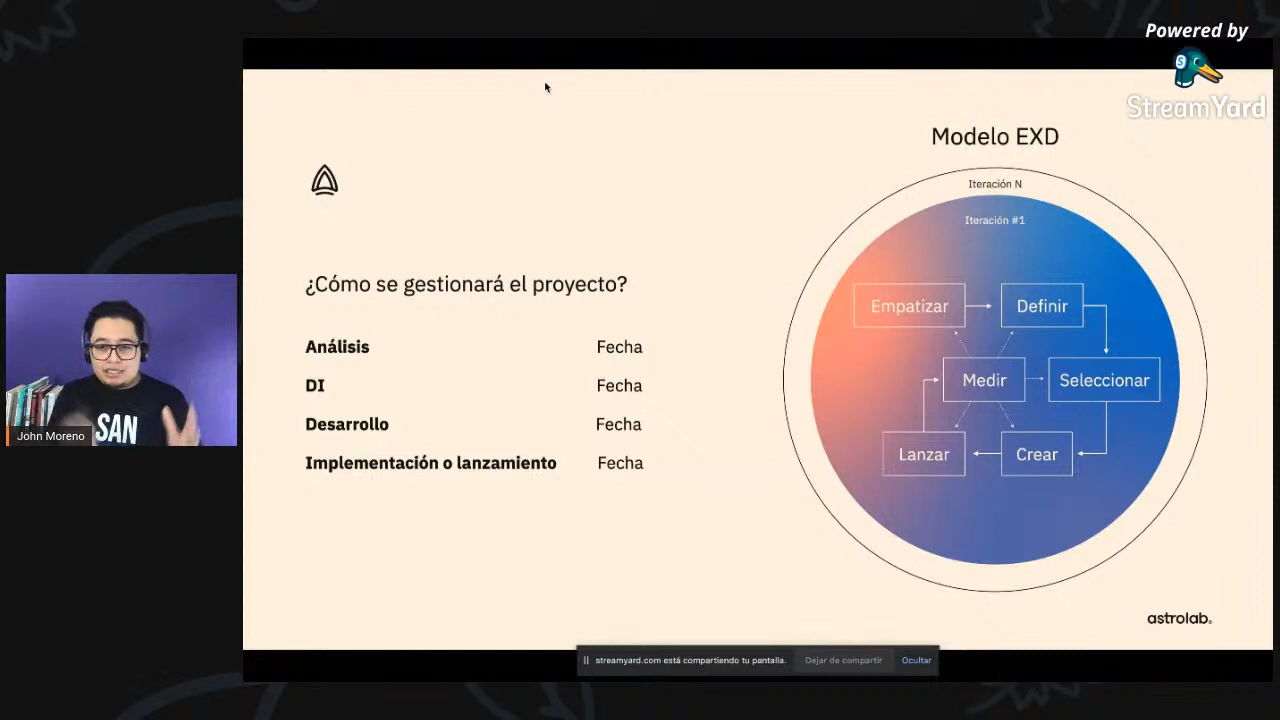 Powered by
S
StreamYard
Modelo EXD
Iteración N
Iteración #1
¿Cómo se gestionará el proyecto?
Análisis Fecha
DI Fecha
Desarrollo Fecha
Implementación o lanzamiento Fecha
Empatizar
Definir
Medir
Seleccionar
Lanzar
Crear
SAN
John Moreno
astrolab.
streamyard.com está compartiendo tu pantalla. Dejar de compartir Ocultar